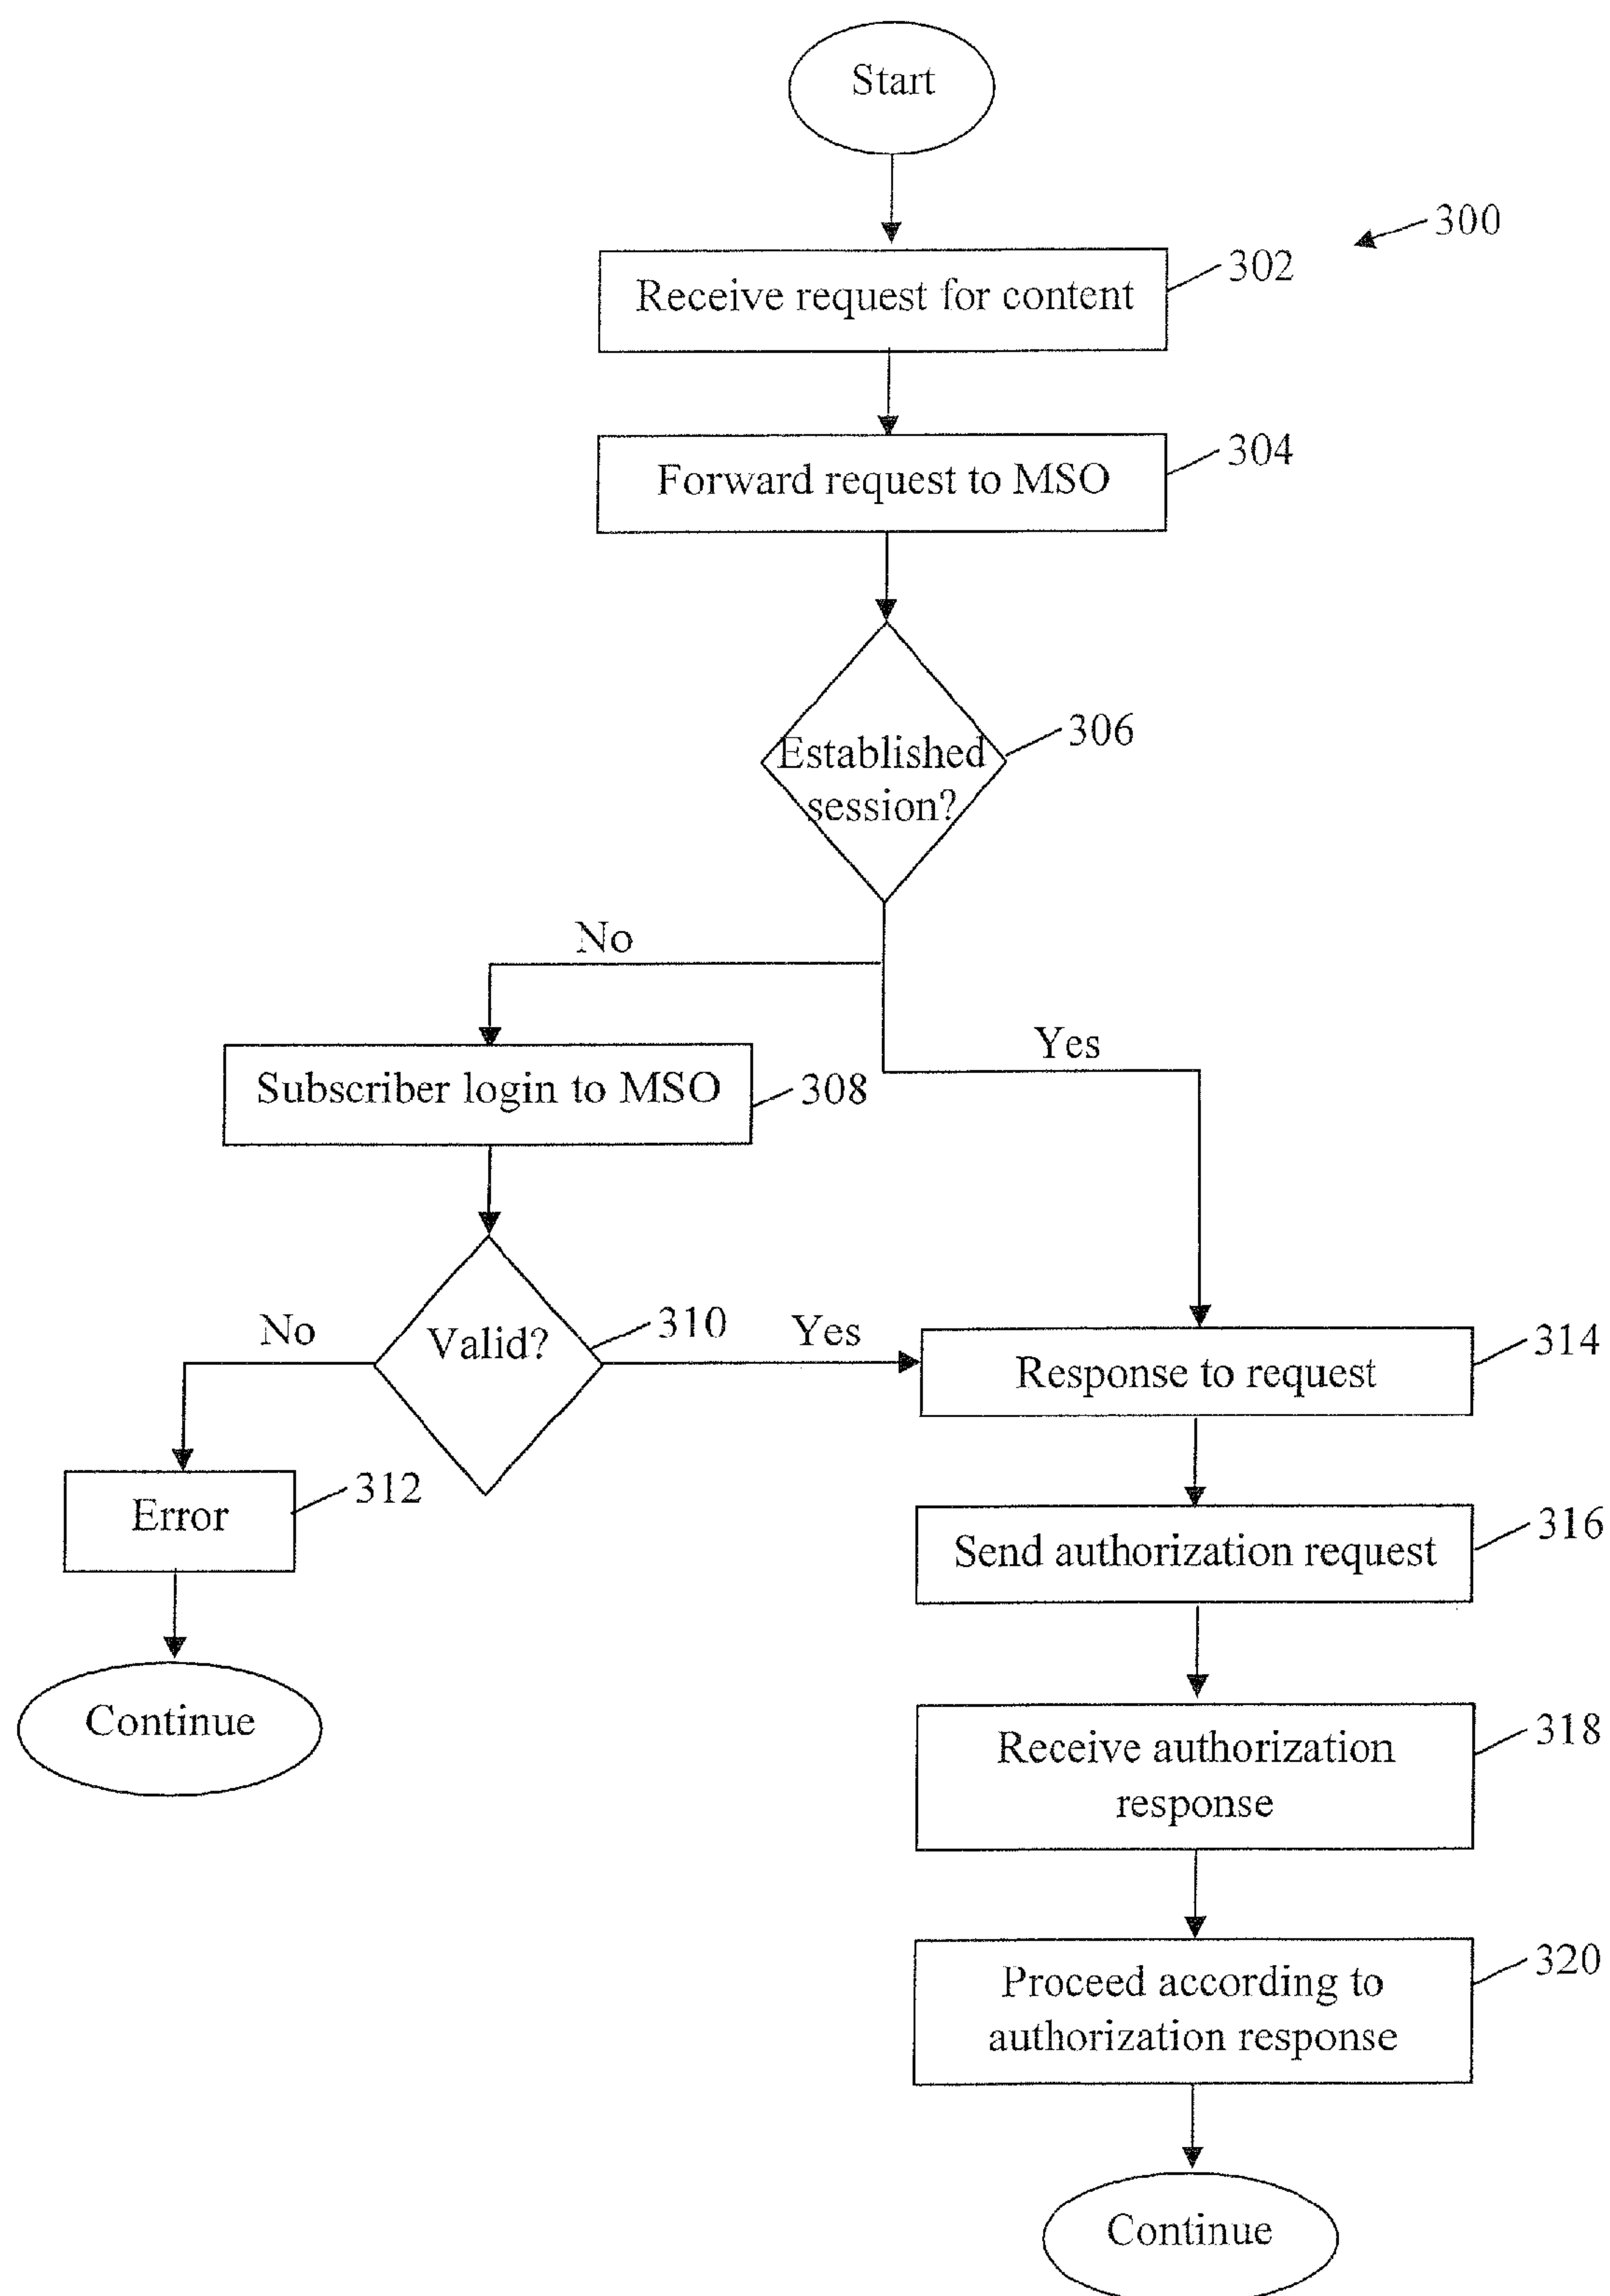 Start
300
302
Receive request for content
304
Forward request to MSO
306
Established
session?
No
Yes
Subscriber login to MSO
308
No
Valid?
310
Yes
314
Response to request
Error
312
316
Send authorization request
Continue
318
Receive authorization
response
320
Proceed according to
authorization response
Continue